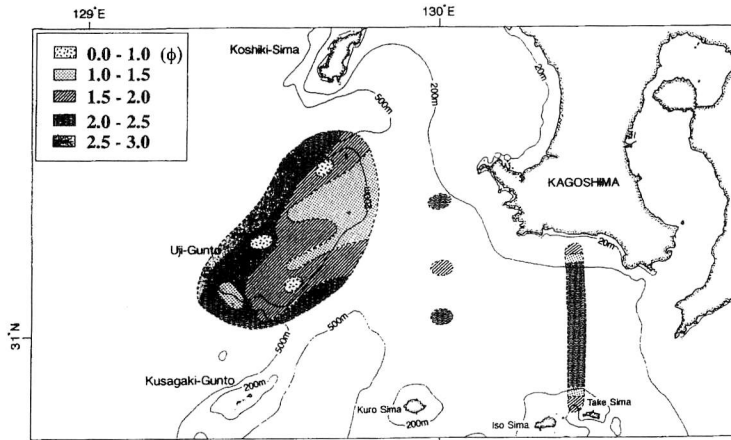 129°E
130°E
0.0 - 1.0 (ϕ)
1.0 - 1.5
1.5 - 2.0
2.0 - 2.5
2.5 - 3.0
Koshiki-Sima
500m
200m
20m
KAGOSHIMA
200m
Uji-Gunto
20m
31°N
500m
500m
Kusagaki-Gunto
200m
Kuro Sima
200m
Take Sima
Iso Sima